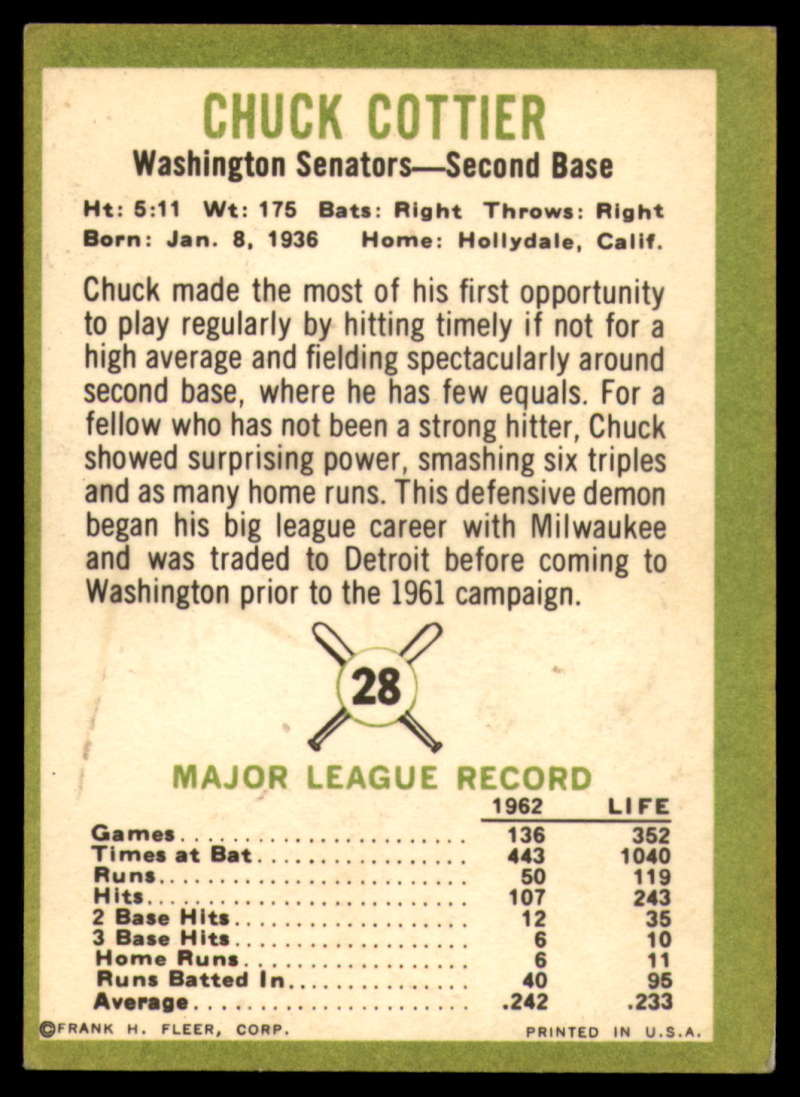 CHUCK COTTIER
Washington Senators—Second Base
Ht: 5:11 Wt: 175 Bats: Right Throws: Right
Born: Jan. 8, 1936 Home: Hollydale, Calif.
Chuck made the most of his first opportunity
to play regularly by hitting timely if not for a
high average and fielding spectacularly around
second base, where he has few equals. For a
fellow who has not been a strong hitter, Chuck
showed surprising power, smashing six triples
and as many home runs. This defensive demon
began his big league career with Milwaukee
and was traded to Detroit before coming to
Washington prior to the 1961 campaign.
28
MAJOR LEAGUE RECORD
1962 LIFE
Games 136 352
Times at Bat 443 1040
Runs 50 119
Hits 107 243
2 Base Hits 12 35
3 Base Hits 6 10
Home Runs 6 11
Runs Batted In 40 95
Average .242 .233
©FRANK H. FLEER, CORP. PRINTED IN U.S.A.